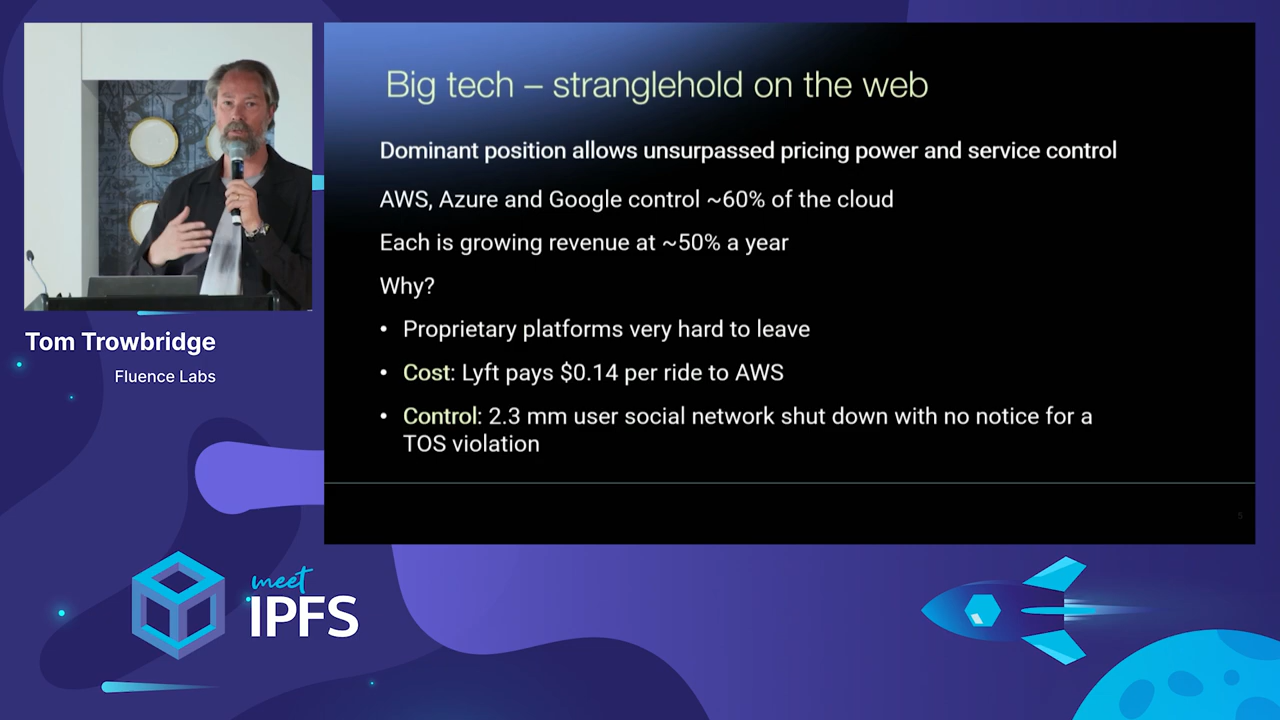 Big tech – stranglehold on the web
Dominant position allows unsurpassed pricing power and service control
AWS, Azure and Google control ~60% of the cloud
Each is growing revenue at ~50% a year
Why?
• Proprietary platforms very hard to leave
• Cost: Lyft pays $0.14 per ride to AWS
• Control: 2.3 mm user social network shut down with no notice for a
TOS violation
5
Tom Trowbridge
Fluence Labs
meet
IPFS